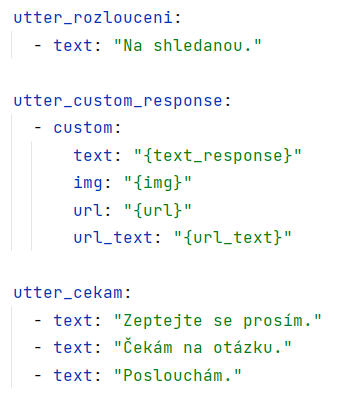 utter_rozlouceni:
- text: "Na shledanou."
utter_custom_response:
- custom:
text: "{text_response}"
img: "{img}"
url: "{url}"
url_text: "{url_text}"
utter_cekam:
- text: "Zeptejte se prosím."
- text: "Čekám na otázku."
- text: "Poslouchám."